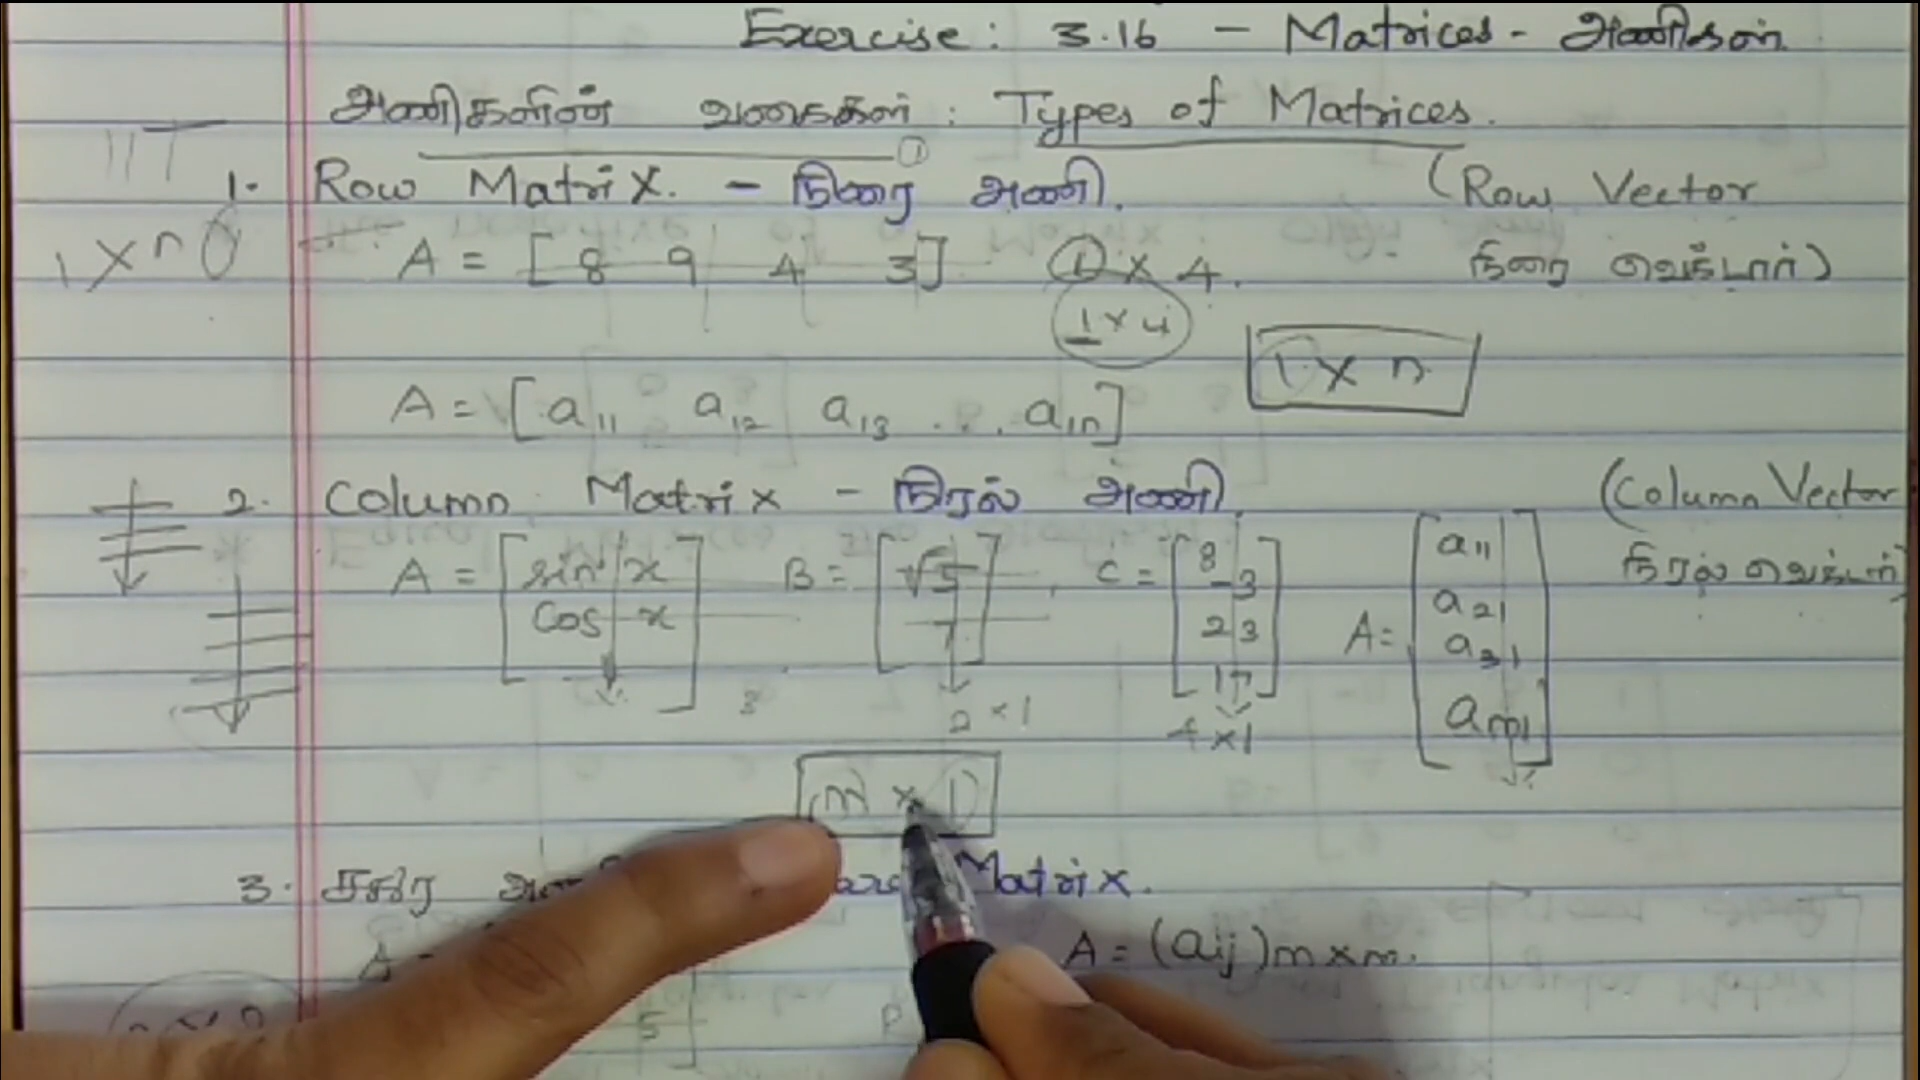 Exercise: 3.16 - Matrices - அணிகள்
அணிகளின் வகைகள் : Types of Matrices.
1. Row Matrix. - நிரை அணி. (Row Vector
நிரை வெக்டார்)
1 x n
A = [ 8 9 4 3 ] 1 x 4.
1 x 4
1 x n
A = [ a11 a12 a13 . . . a1n ]
2. Column Matrix - நிரல் அணி. (Column Vector
நிரல் வெக்டர்)
A = [ sin x
cos x ]
B = [ √5
7 ]
2 x 1
C = [ 8
-3
23
17 ]
4 x 1
A = [ a11
a21
a31
am1 ]
m x 1
3. சதுர Matrix.
A = (aij) m x m.
5